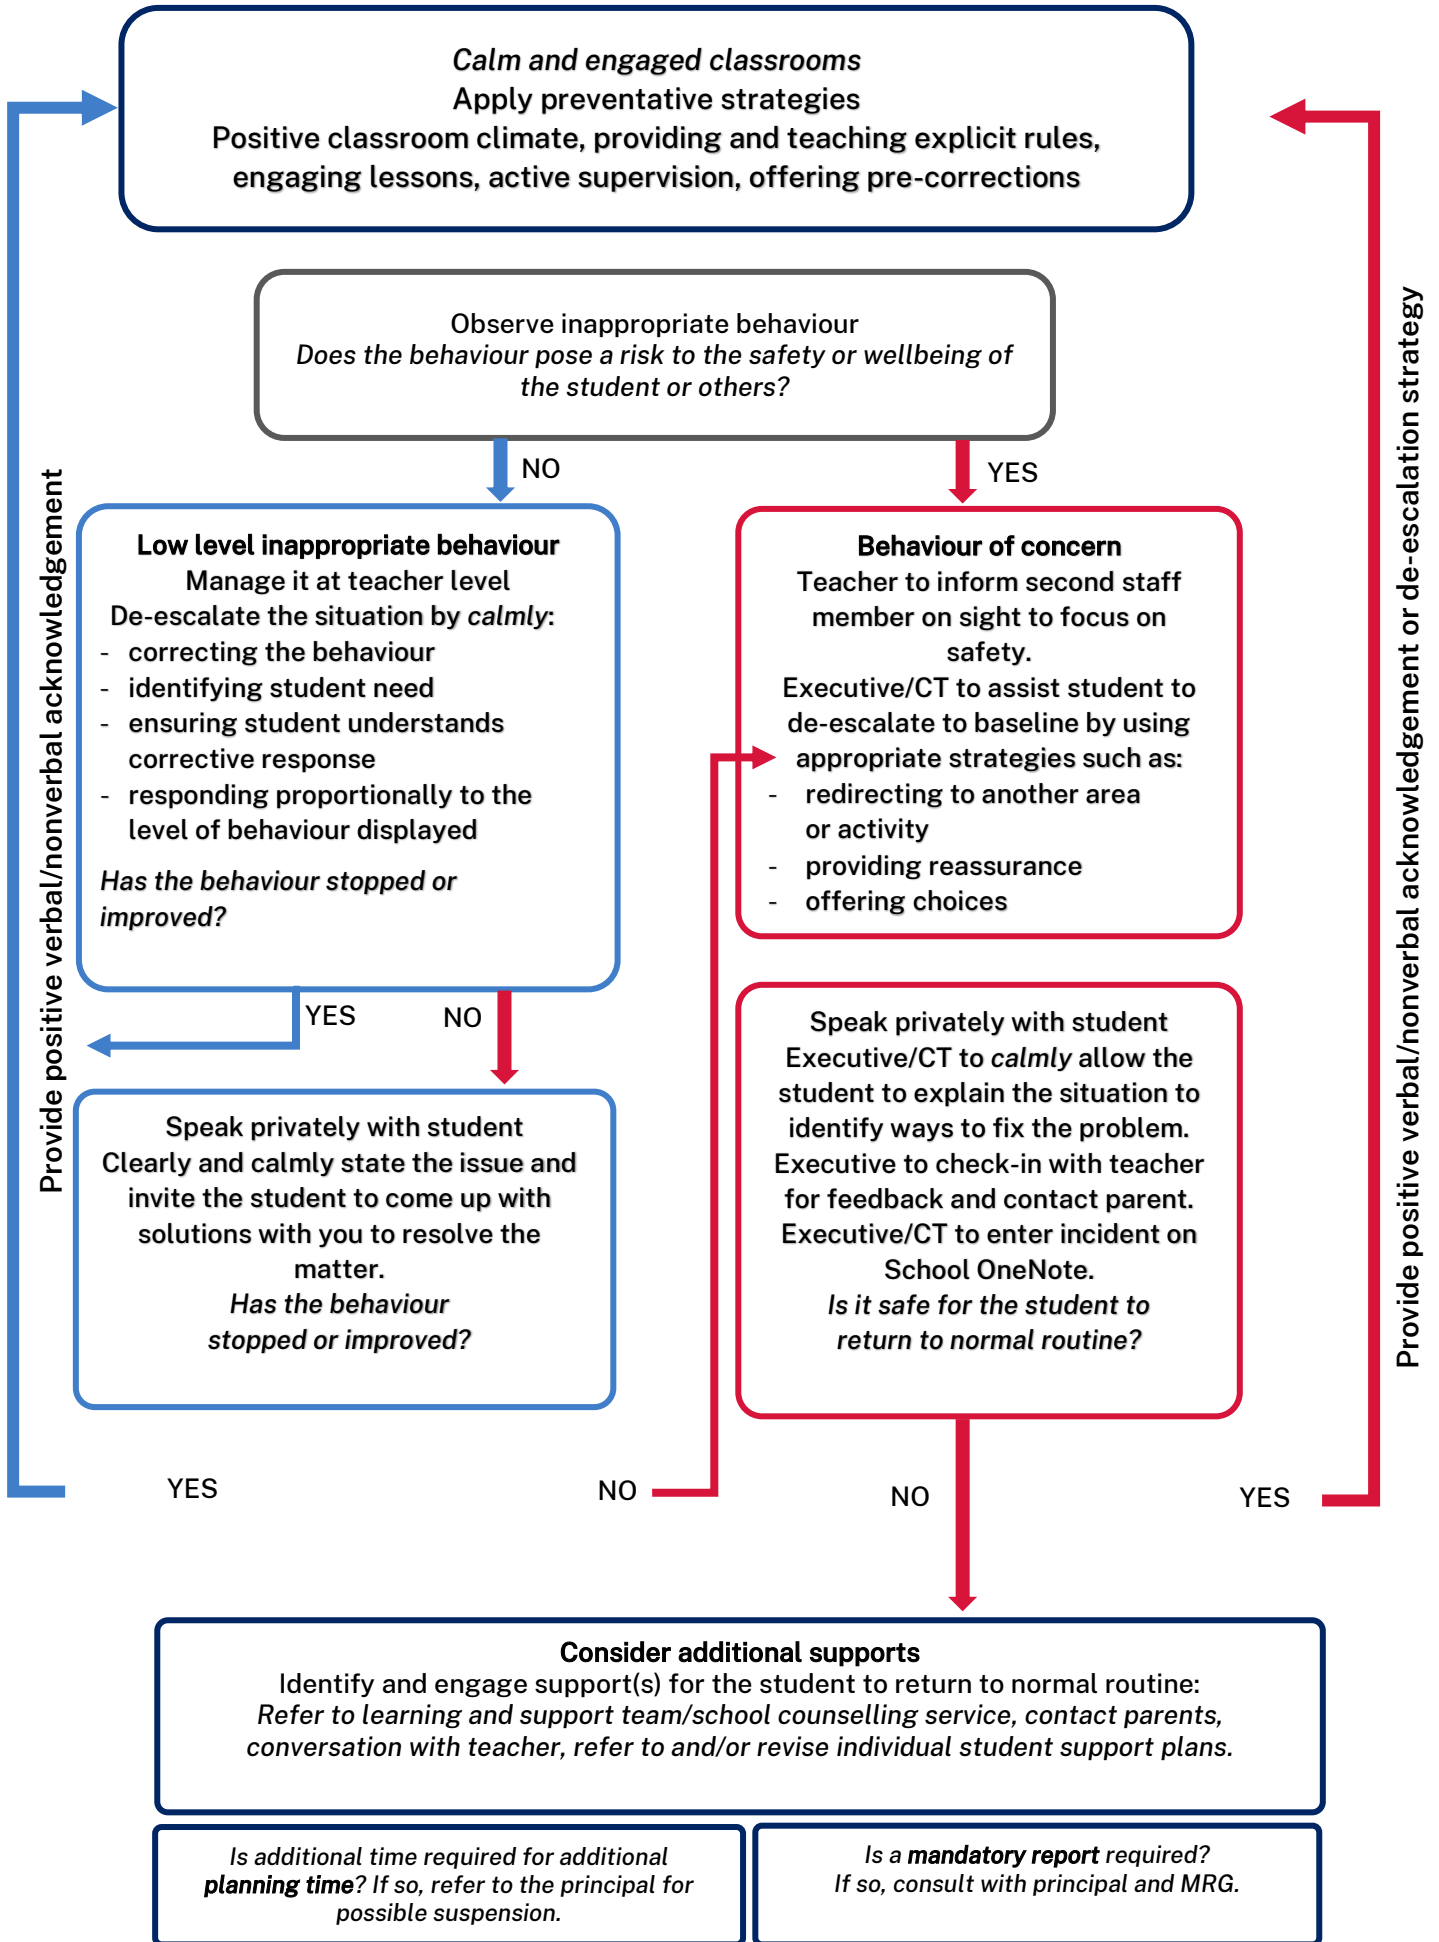 Calm and engaged classrooms
Apply preventative strategies
Positive classroom climate, providing and teaching explicit rules,
engaging lessons, active supervision, offering pre-corrections
Observe inappropriate behaviour
Does the behaviour pose a risk to the safety or wellbeing of
the student or others?
NO
YES
Provide positive verbal/nonverbal acknowledgement
Low level inappropriate behaviour
Manage it at teacher level
De-escalate the situation by calmly:
- correcting the behaviour
- identifying student need
- ensuring student understands
corrective response
- responding proportionally to the
level of behaviour displayed
Has the behaviour stopped or
improved?
YES
NO
Speak privately with student
Clearly and calmly state the issue and
invite the student to come up with
solutions with you to resolve the
matter.
Has the behaviour
stopped or improved?
YES
NO
Behaviour of concern
Teacher to inform second staff
member on sight to focus on
safety.
Executive/CT to assist student to
de-escalate to baseline by using
appropriate strategies such as:
- redirecting to another area
or activity
- providing reassurance
- offering choices
Speak privately with student
Executive/CT to calmly allow the
student to explain the situation to
identify ways to fix the problem.
Executive to check-in with teacher
for feedback and contact parent.
Executive/CT to enter incident on
School OneNote.
Is it safe for the student to
return to normal routine?
NO
YES
Provide positive verbal/nonverbal acknowledgement or de-escalation strategy
Consider additional supports
Identify and engage support(s) for the student to return to normal routine:
Refer to learning and support team/school counselling service, contact parents,
conversation with teacher, refer to and/or revise individual student support plans.
Is additional time required for additional
planning time? If so, refer to the principal for
possible suspension.
Is a mandatory report required?
If so, consult with principal and MRG.